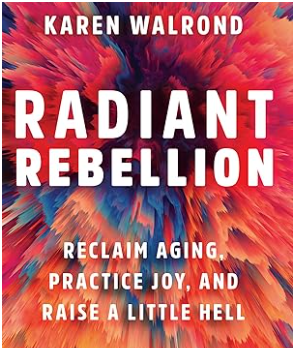 KAREN WALROND
RADIANT
REBELLION
RECLAIM AGING,
PRACTICE JOY, AND
RAISE A LITTLE HELL